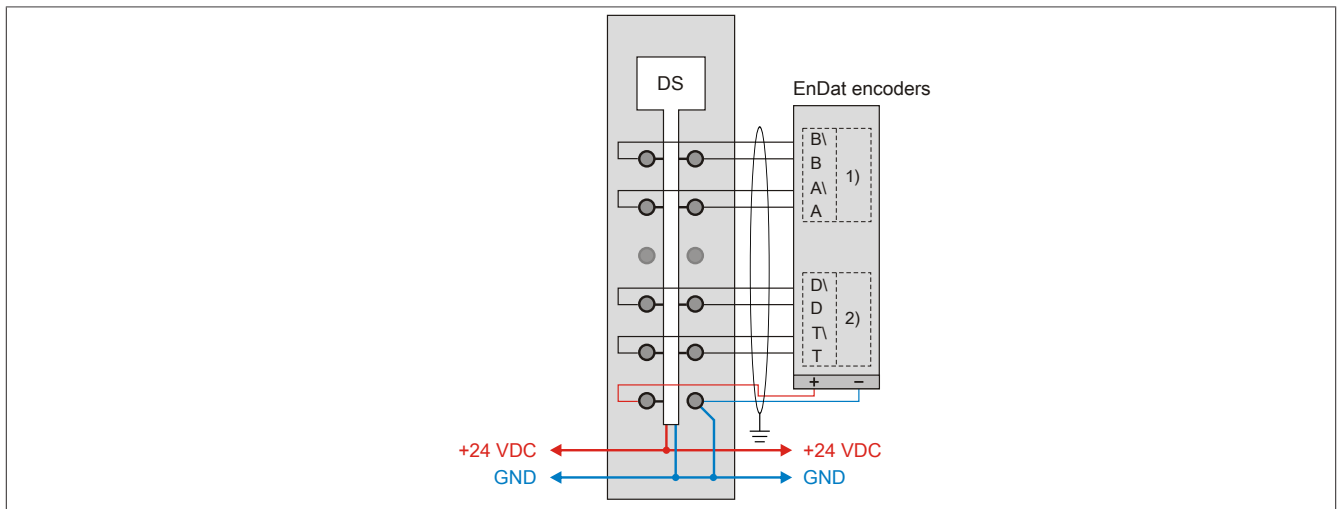 DS
EnDat encoders
B\
B
A\
A
1)
D\
D
T\
T
2)
+ −
+24 VDC +24 VDC
GND GND